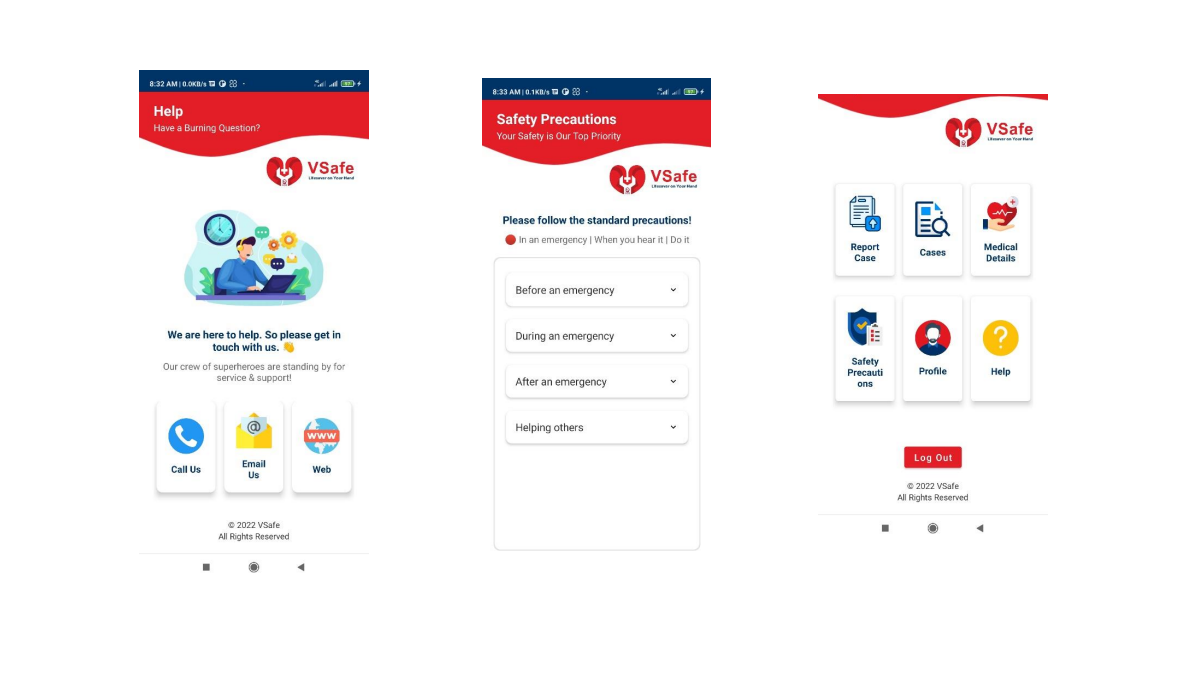 8:32 AM | 0.0KB/s
Help
Have a Burning Question?
VSafe
Lifesaver on Your Hand
We are here to help. So please get in
touch with us. 👋
Our crew of superheroes are standing by for
service & support!
@
WWW
Call Us
Email
Us
Web
© 2022 VSafe
All Rights Reserved
8:33 AM | 0.1KB/s
Safety Precautions
Your Safety is Our Top Priority
VSafe
Lifesaver on Your Hand
Please follow the standard precautions!
🔴 In an emergency | When you hear it | Do it
Before an emergency
During an emergency
After an emergency
Helping others
VSafe
Lifesaver on Your Hand
Report
Case
Cases
Medical
Details
Safety
Precauti
ons
Profile
?
Help
Log Out
© 2022 VSafe
All Rights Reserved